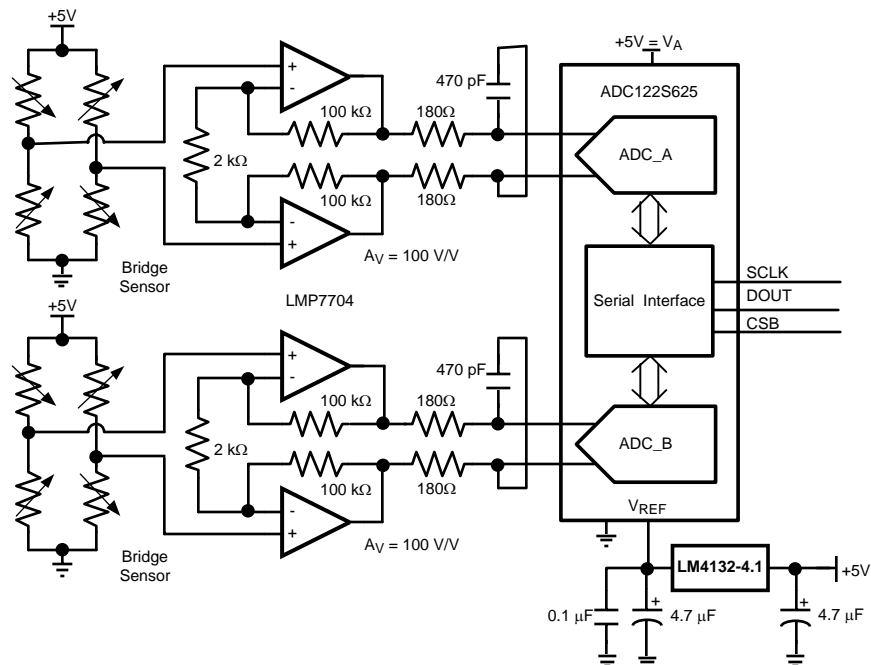 +5V
+5V = V_A
470 pF
ADC122S625
100 kΩ
180Ω
+
-
2 kΩ
ADC_A
100 kΩ
180Ω
-
+
Bridge
Sensor
A_V = 100 V/V
LMP7704
Serial Interface
SCLK
DOUT
CSB
+5V
470 pF
+
-
100 kΩ
180Ω
2 kΩ
ADC_B
100 kΩ
180Ω
-
+
V_REF
Bridge
Sensor
A_V = 100 V/V
LM4132-4.1
+5V
0.1 µF
+
4.7 µF
+
4.7 µF